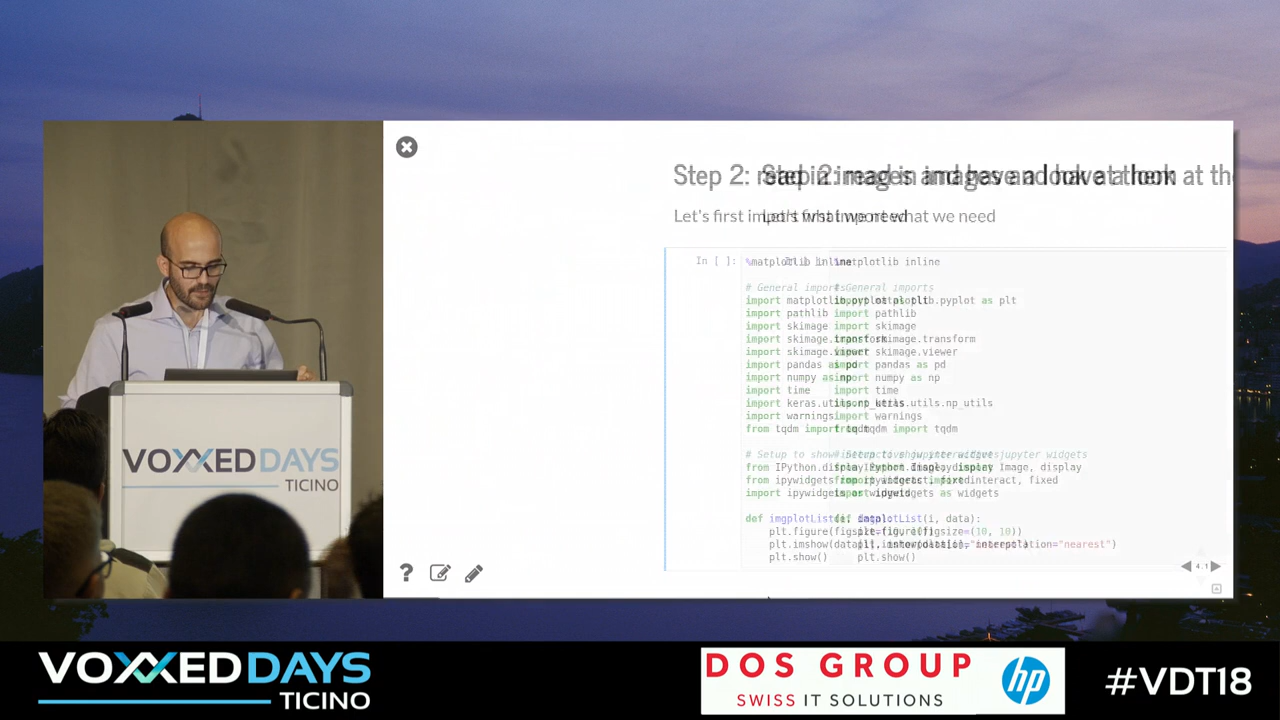 Step 2: read in images and have a look at them
Let's first import what we need
In [ ]:
%matplotlib inline
# General imports
import matplotlib.pyplot as plt
import pathlib
import skimage
import skimage.transform
import skimage.viewer
import pandas as pd
import numpy as np
import time
import keras.utils.np_utils
import warnings
from tqdm import tqdm
# Setup to show interactive jupyter widgets
from IPython.display import Image, display
from ipywidgets import interact, fixed
import ipywidgets as widgets
def imgplotList(i, data):
plt.figure(figsize=(10, 10))
plt.imshow(data[i], interpolation="nearest")
plt.show()
4.1
VOXXED DAYS
TICINO
VOXXED DAYS
TICINO
DOS GROUP
SWISS IT SOLUTIONS
hp
#VDT18